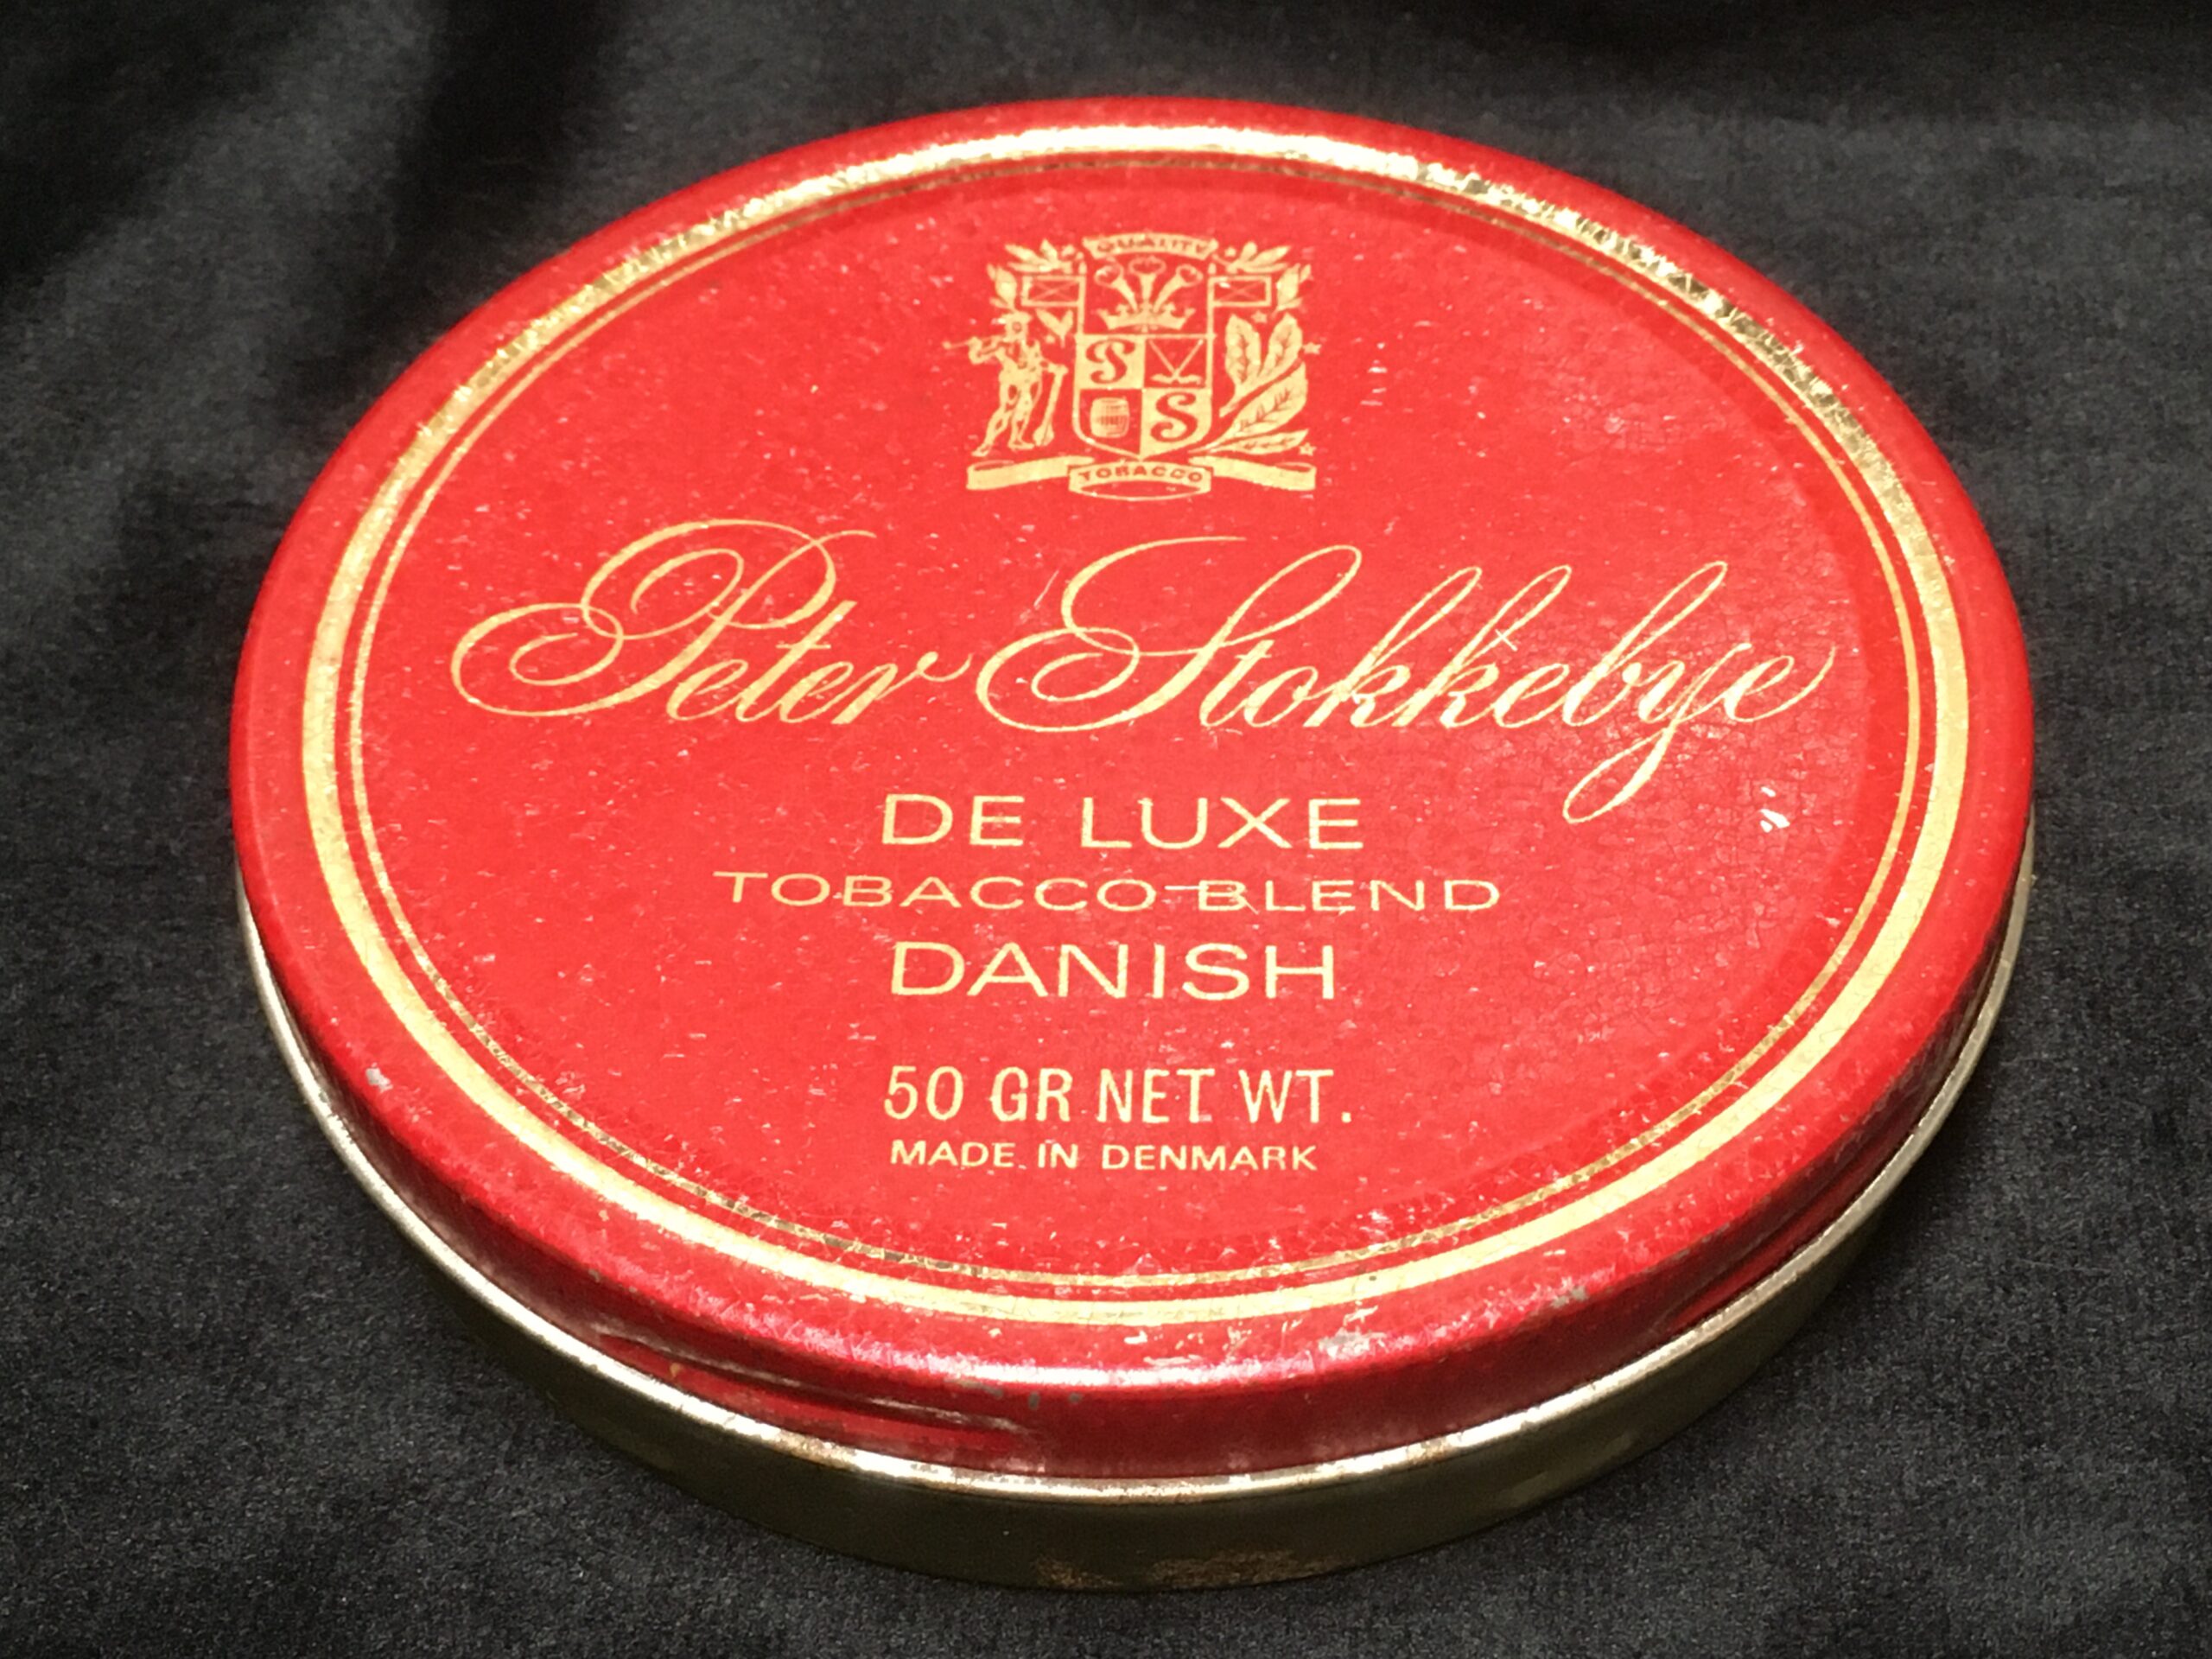 QUALITY
S
S
TOBACCO
Peter Stokkebye
DE LUXE
TOBACCO BLEND
DANISH
50 GR NET WT.
MADE IN DENMARK